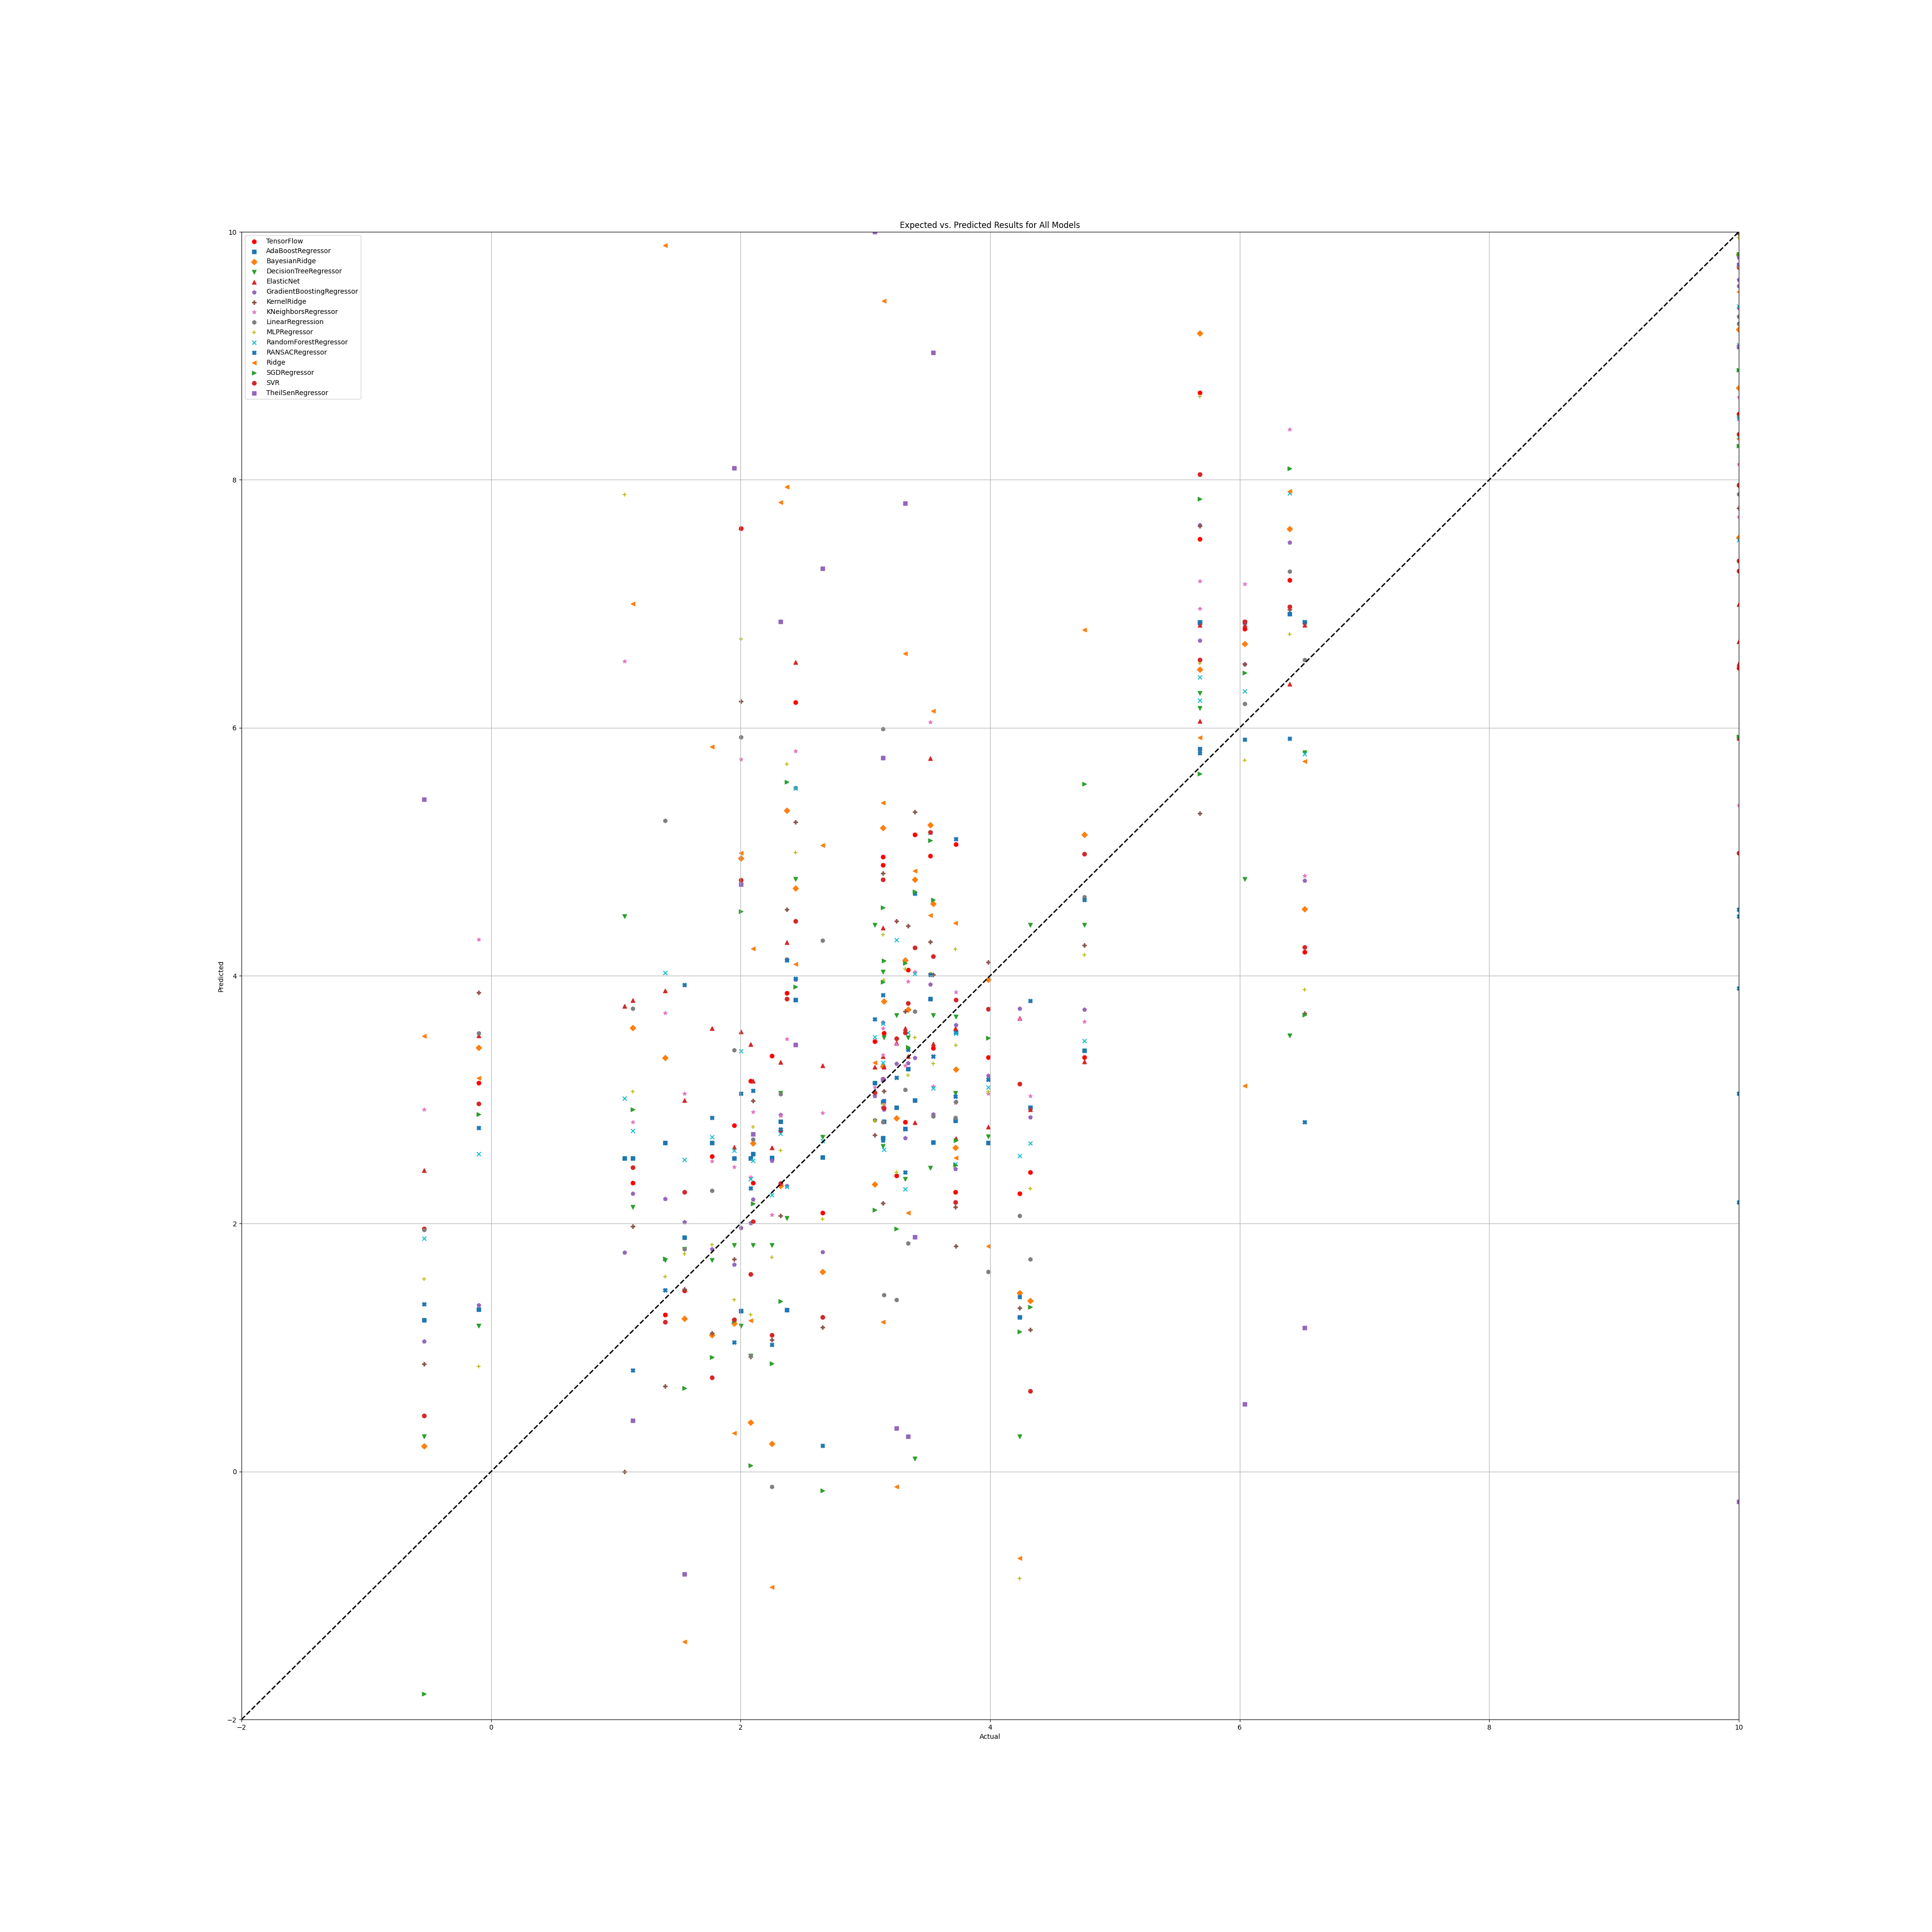 Expected vs. Predicted Results for All Models
10
TensorFlow
AdaBoostRegressor
BayesianRidge
DecisionTreeRegressor
ElasticNet
GradientBoostingRegressor
KernelRidge
KNeighborsRegressor
LinearRegression
MLPRegressor
RandomForestRegressor
RANSACRegressor
Ridge
SGDRegressor
SVR
TheilSenRegressor
8
6
4
Predicted
2
0
−2
−2 0 2 4 6 8 10
Actual